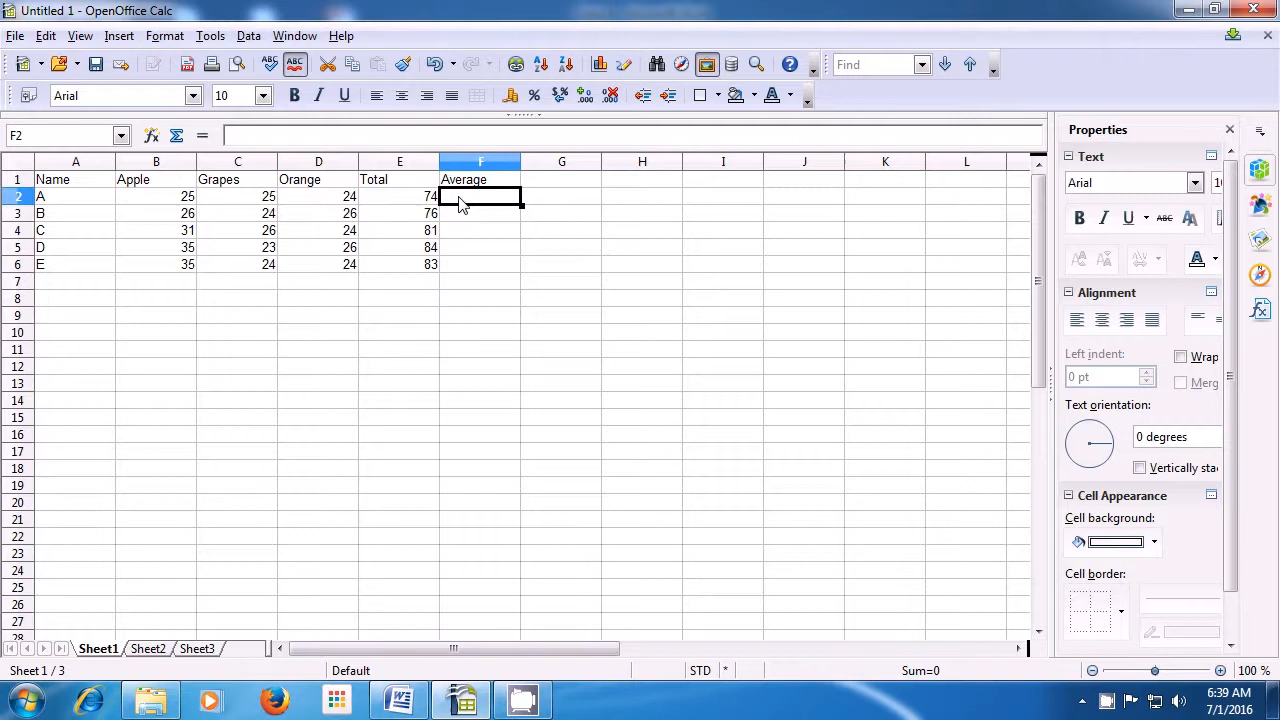 Untitled 1 - OpenOffice Calc
File Edit View Insert Format Tools Data Window Help
Find
Arial 10
F2
Properties
A B C D E F G H I J K L
Text
1 Name Apple Grapes Orange Total Average
Arial
2 A 25 25 24 74
3 B 26 24 26 76
4 C 31 26 24 81
5 D 35 23 26 84
6 E 35 24 24 83
7
8
9
10
11
12
13
14
15
16
17
18
19
20
21
22
23
24
25
26
27
28
Alignment
Left indent:
Wrap
0 pt
Merg
Text orientation:
0 degrees
Vertically sta
Cell Appearance
Cell background:
Cell border:
Sheet1 Sheet2 Sheet3
Sheet 1 / 3 Default STD * Sum=0 100 %
6:39 AM
7/1/2016